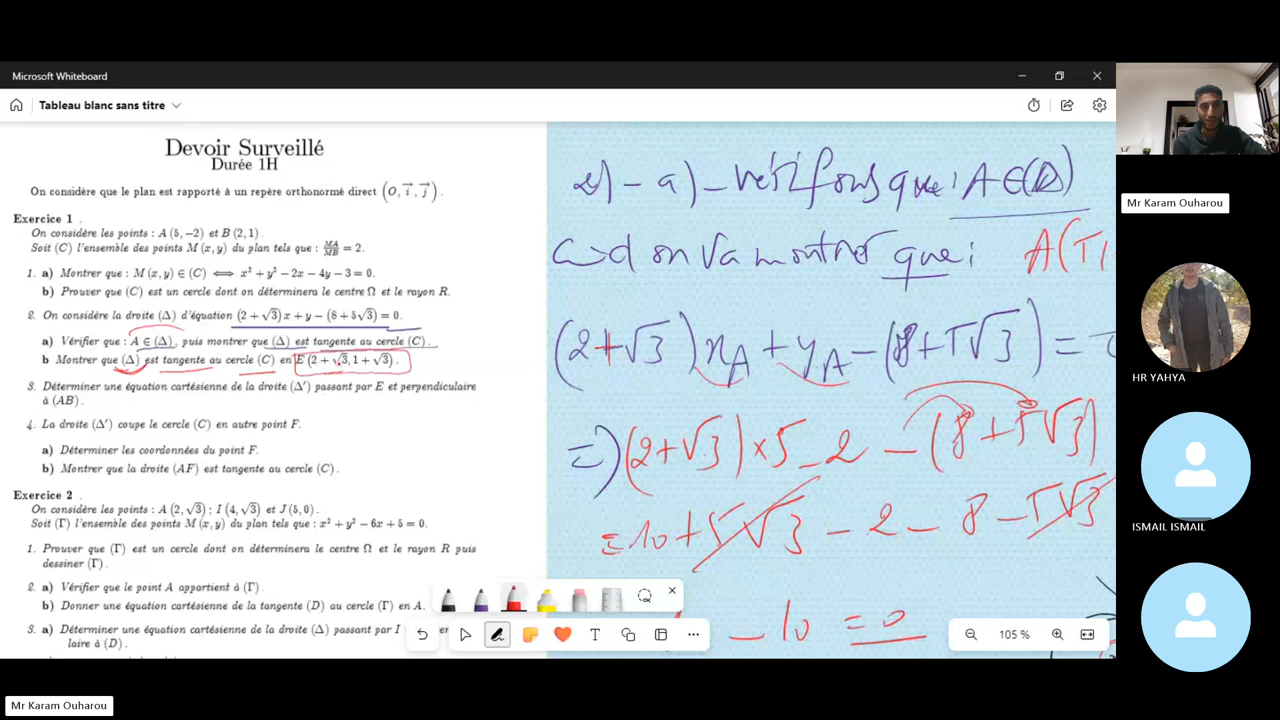 Microsoft Whiteboard
Tableau blanc sans titre
Devoir Surveillé
Durée 1H
On considère que le plan est rapporté à un repère orthonormé direct (O, i⃗, j⃗).
Exercice 1 .
On considère les points : A (5, −2) et B (2, 1).
Soit (C) l'ensemble des points M (x, y) du plan tels que : MA/MB = 2.
1. a) Montrer que : M (x, y) ∈ (C) ⟺ x² + y² − 2x − 4y − 3 = 0.
b) Prouver que (C) est un cercle dont on déterminera le centre Ω et le rayon R.
2. On considère la droite (Δ) d'équation (2 + √3) x + y − (8 + 5√3) = 0.
a) Vérifier que : A ∈ (Δ), puis montrer que (Δ) est tangente au cercle (C).
b Montrer que (Δ) est tangente au cercle (C) en E (2 + √3, 1 + √3).
3. Déterminer une équation cartésienne de la droite (Δ') passant par E et perpendiculaire
à (AB).
4. La droite (Δ') coupe le cercle (C) en autre point F.
a) Déterminer les coordonnées du point F.
b) Montrer que la droite (AF) est tangente au cercle (C).
Exercice 2 .
On considère les points : A (2, √3) ; I (4, √3) et J (5, 0).
Soit (Γ) l'ensemble des points M (x, y) du plan tels que : x² + y² − 6x + 5 = 0.
1. Prouver que (Γ) est un cercle dont on déterminera le centre Ω et le rayon R puis
dessiner (Γ).
2. a) Vérifier que le point A appartient à (Γ).
b) Donner une équation cartésienne de la tangente (D) au cercle (Γ) en A.
3. a) Déterminer une équation cartésienne de la droite (Δ) passant par I
laire à (D).
2) - a) - vérifions que : A ∈ (Δ)
c-à-d on va montrer que :
(2+√3) xA + yA − (8+5√3) =
=> (2+√3) × 5 − 2 − (8+5√3)
= 10 + 5√3 − 2 − 8 − 5√3
− 10 = 0
105 %
Mr Karam Ouharou
HR YAHYA
ISMAIL ISMAIL
Mr Karam Ouharou